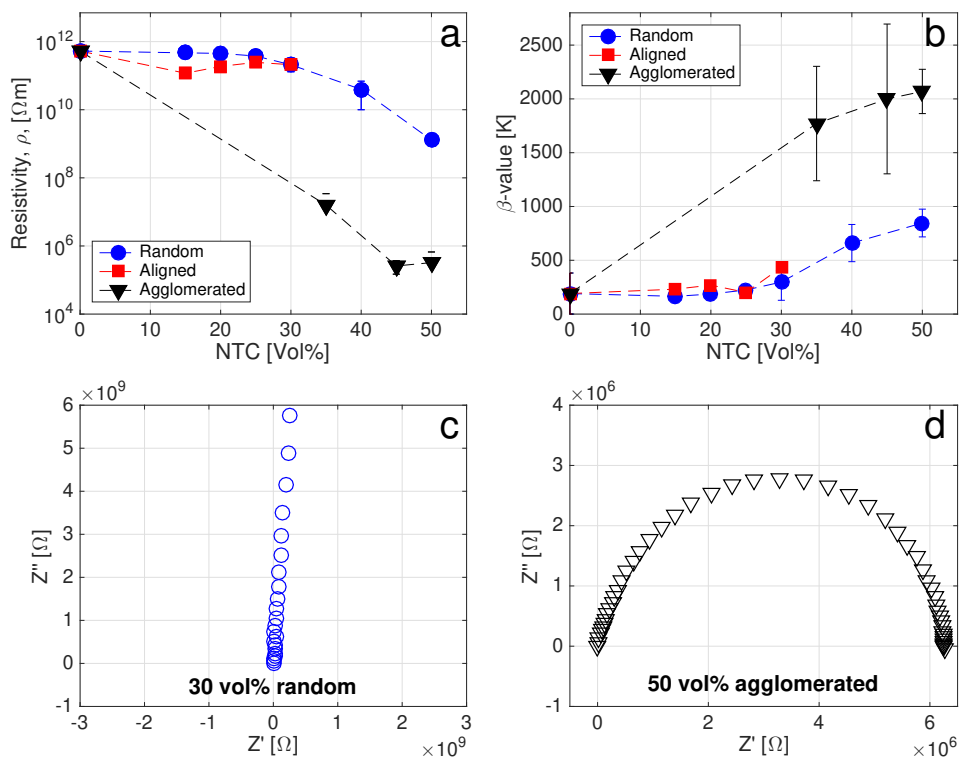 a
10^12
10^10
10^8
10^6
10^4
Resistivity, ρ, [Ωm]
Random
Aligned
Agglomerated
0 10 20 30 40 50
NTC [Vol%]
b
2500
2000
1500
1000
500
0
β-value [K]
Random
Aligned
Agglomerated
0 10 20 30 40 50
NTC [Vol%]
c
×10^9
6
5
4
3
2
1
0
-1
Z'' [Ω]
30 vol% random
-3 -2 -1 0 1 2 3
Z' [Ω]
×10^9
d
×10^6
4
3
2
1
0
-1
Z'' [Ω]
50 vol% agglomerated
0 2 4 6
Z' [Ω]
×10^6